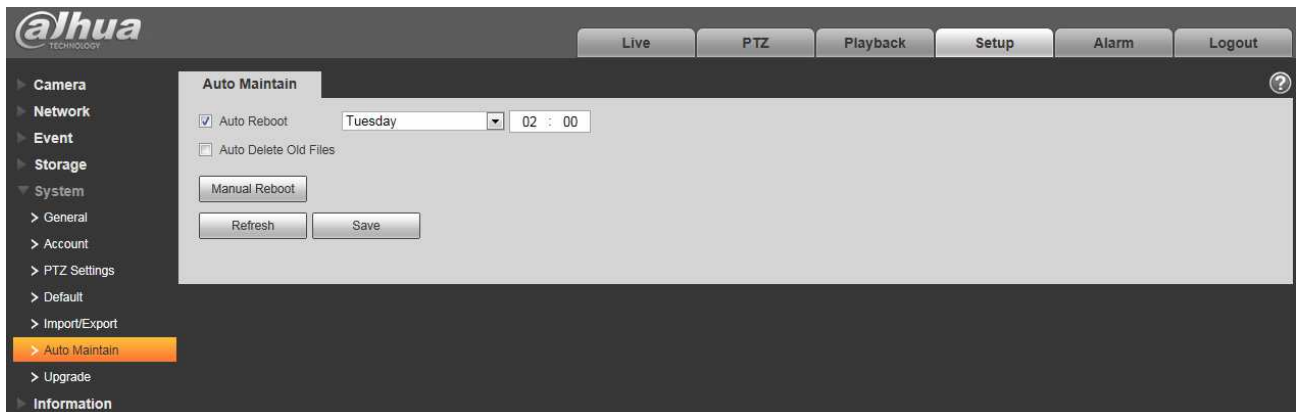 alhua
TECHNOLOGY
Live PTZ Playback Setup Alarm Logout
Camera
Network
Event
Storage
System
> General
> Account
> PTZ Settings
> Default
> Import/Export
> Auto Maintain
> Upgrade
Information
Auto Maintain
?
Auto Reboot Tuesday 02 : 00
Auto Delete Old Files
Manual Reboot
Refresh Save